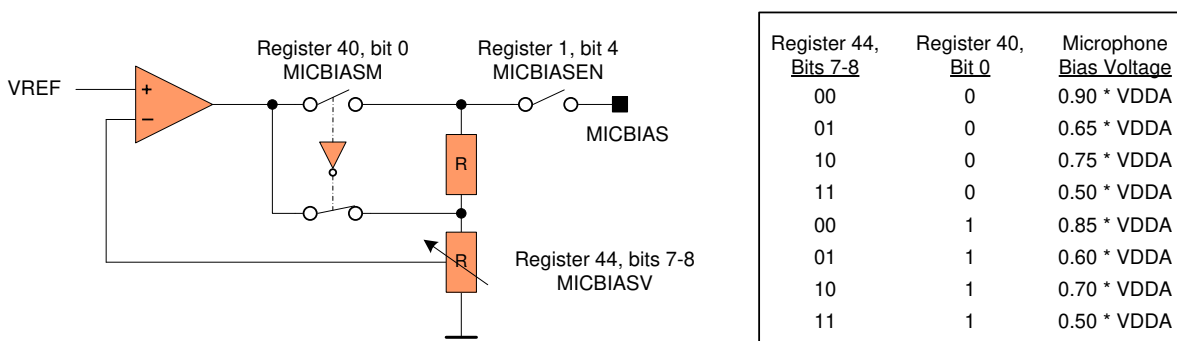 Register 40, bit 0
MICBIASM
Register 1, bit 4
MICBIASEN
VREF
+
−
MICBIAS
R
R
Register 44, bits 7-8
MICBIASV
Register 44, Register 40, Microphone
Bits 7-8 Bit 0 Bias Voltage
00 0 0.90 * VDDA
01 0 0.65 * VDDA
10 0 0.75 * VDDA
11 0 0.50 * VDDA
00 1 0.85 * VDDA
01 1 0.60 * VDDA
10 1 0.70 * VDDA
11 1 0.50 * VDDA